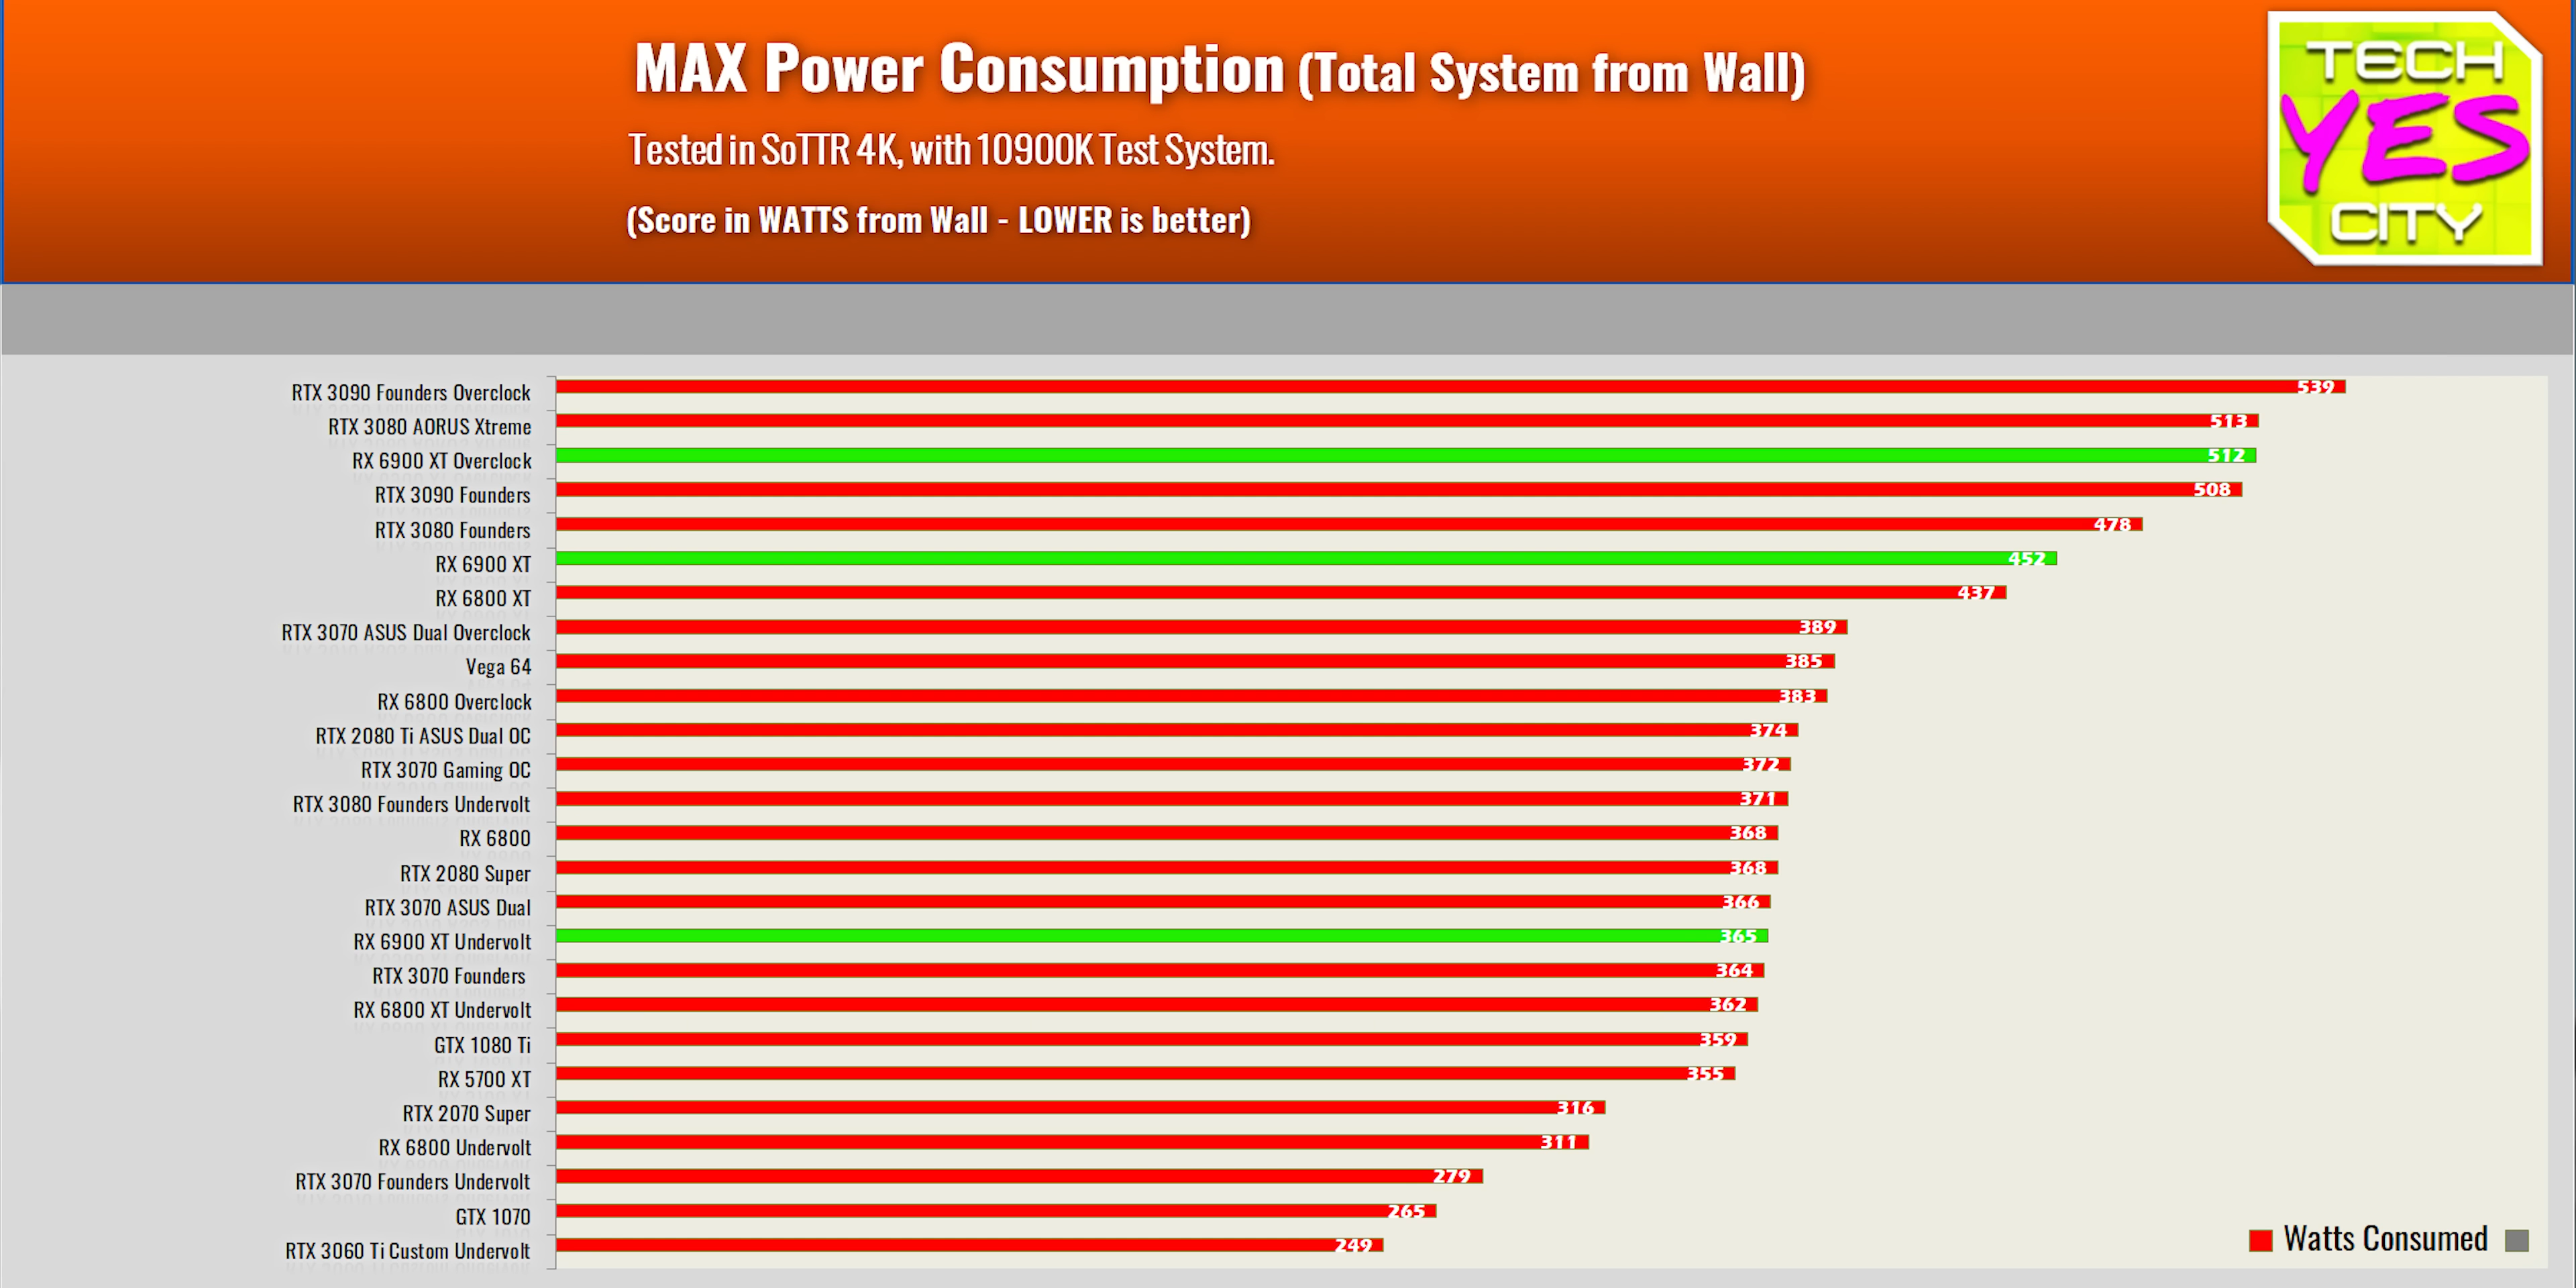 MAX Power Consumption (Total System from Wall)
Tested in SoTTR 4K, with 10900K Test System.
(Score in WATTS from Wall - LOWER is better)
TECH
YES
CITY
RTX 3090 Founders Overclock 539
RTX 3080 AORUS Xtreme 513
RX 6900 XT Overclock 512
RTX 3090 Founders 508
RTX 3080 Founders 478
RX 6900 XT 452
RX 6800 XT 437
RTX 3070 ASUS Dual Overclock 389
Vega 64 385
RX 6800 Overclock 383
RTX 2080 Ti ASUS Dual OC 374
RTX 3070 Gaming OC 372
RTX 3080 Founders Undervolt 371
RX 6800 368
RTX 2080 Super 368
RTX 3070 ASUS Dual 366
RX 6900 XT Undervolt 365
RTX 3070 Founders 364
RX 6800 XT Undervolt 362
GTX 1080 Ti 359
RX 5700 XT 355
RTX 2070 Super 316
RX 6800 Undervolt 311
RTX 3070 Founders Undervolt 279
GTX 1070 265
RTX 3060 Ti Custom Undervolt 249
Watts Consumed